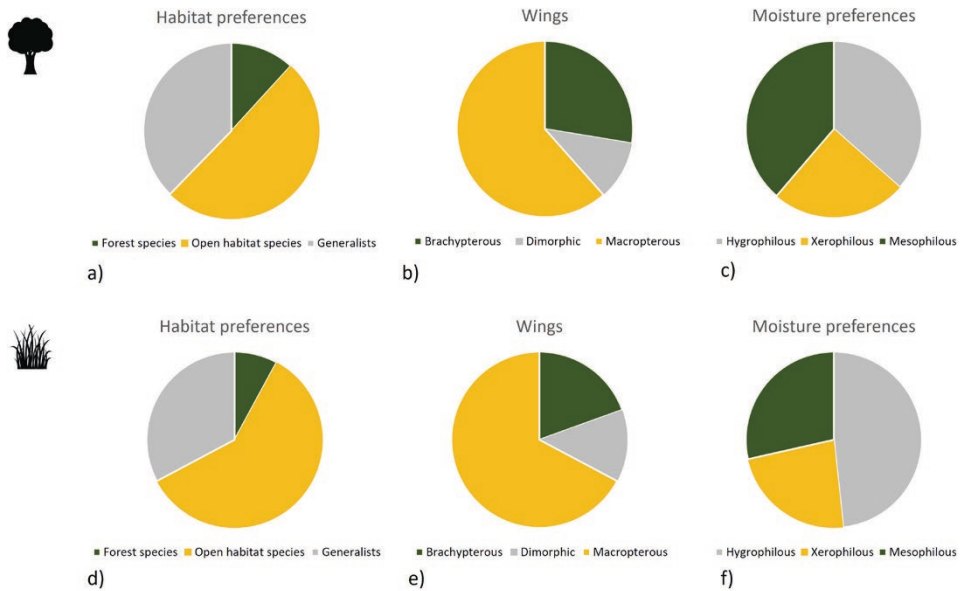 Habitat preferences
Wings
Moisture preferences
Forest species Open habitat species Generalists
Brachypterous Dimorphic Macropterous
Hygrophilous Xerophilous Mesophilous
a)
b)
c)
Habitat preferences
Wings
Moisture preferences
Forest species Open habitat species Generalists
Brachypterous Dimorphic Macropterous
Hygrophilous Xerophilous Mesophilous
d)
e)
f)